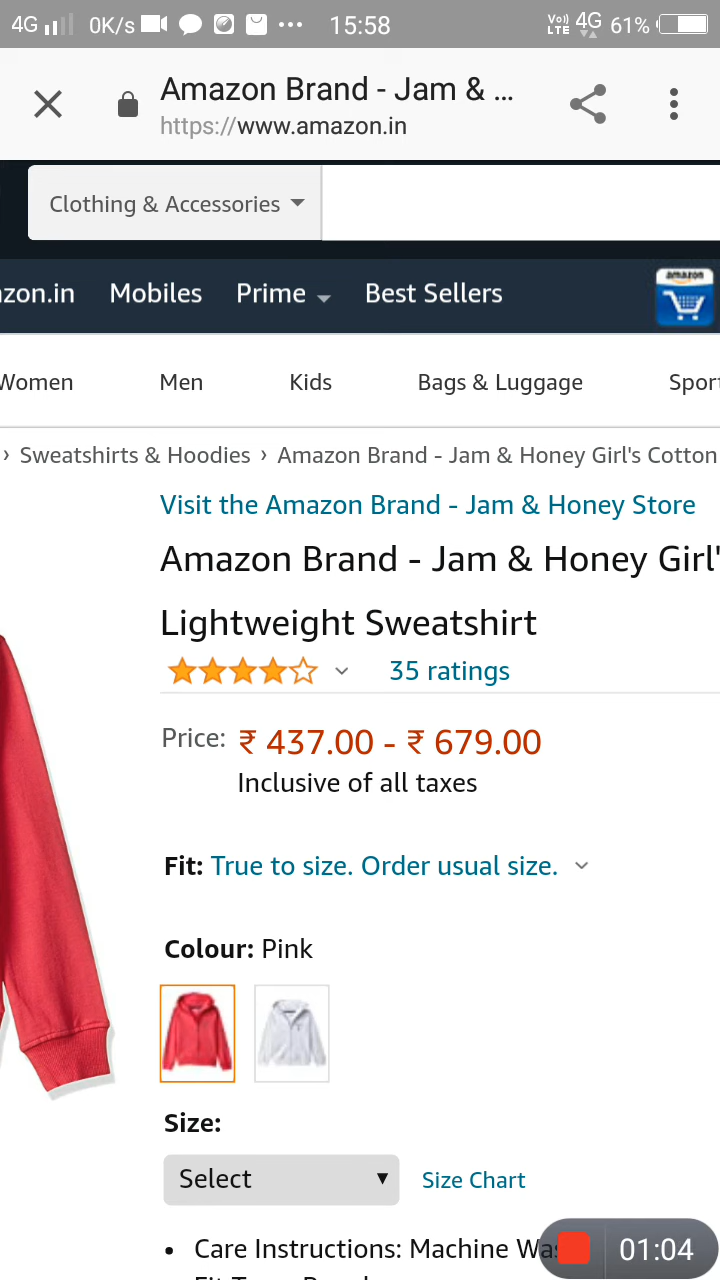 4G 0K/s 15:58 Vo)) LTE 4G 61%
Amazon Brand - Jam & ...
https://www.amazon.in
Clothing & Accessories
zon.in Mobiles Prime Best Sellers amazon
Women Men Kids Bags & Luggage Sport
› Sweatshirts & Hoodies › Amazon Brand - Jam & Honey Girl's Cotton
Visit the Amazon Brand - Jam & Honey Store
Amazon Brand - Jam & Honey Girl'
Lightweight Sweatshirt
35 ratings
Price: ₹ 437.00 - ₹ 679.00
Inclusive of all taxes
Fit: True to size. Order usual size.
Colour: Pink
Size:
Select Size Chart
• Care Instructions: Machine Was
01:04